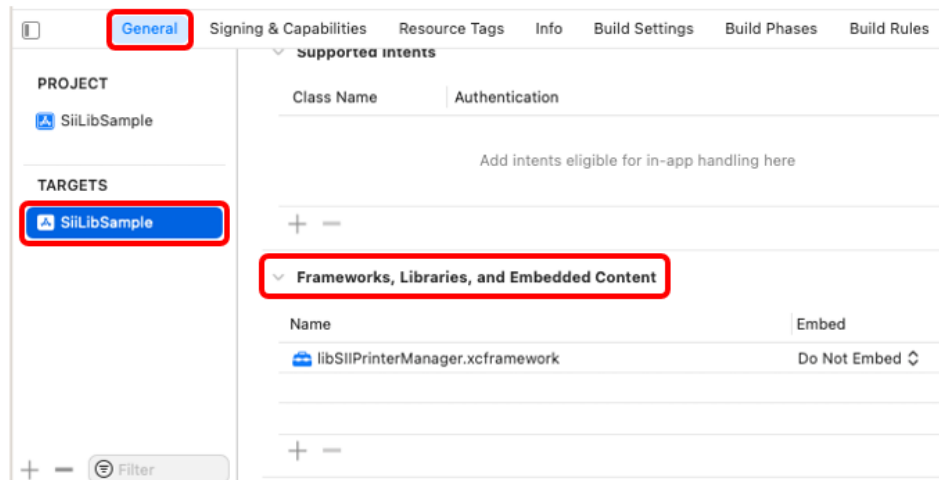 General Signing & Capabilities Resource Tags Info Build Settings Build Phases Build Rules
PROJECT
SiiLibSample
TARGETS
SiiLibSample
Filter
Supported Intents
Class Name Authentication
Add intents eligible for in-app handling here
Frameworks, Libraries, and Embedded Content
Name Embed
libSIIPrinterManager.xcframework Do Not Embed